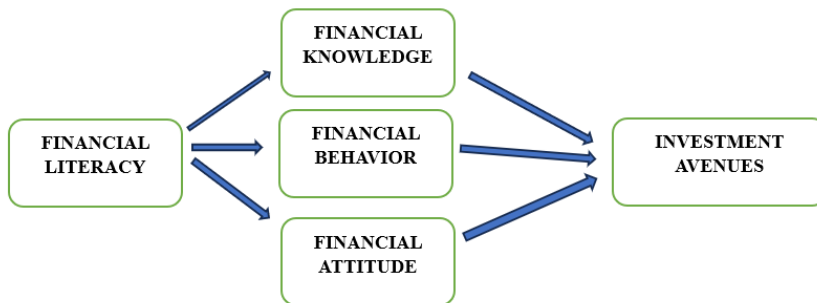 FINANCIAL
KNOWLEDGE
FINANCIAL
LITERACY
FINANCIAL
BEHAVIOR
INVESTMENT
AVENUES
FINANCIAL
ATTITUDE